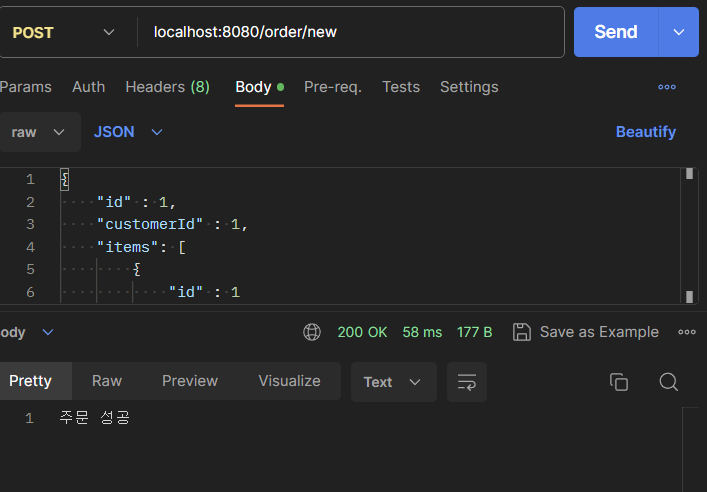 POST localhost:8080/order/new Send
Params Auth Headers (8) Body Pre-req. Tests Settings
raw JSON Beautify
1 {
2 "id" : 1,
3 "customerId" : 1,
4 "items": [
5 {
6 "id" : 1
ody 200 OK 58 ms 177 B Save as Example
Pretty Raw Preview Visualize Text
1 주문 성공